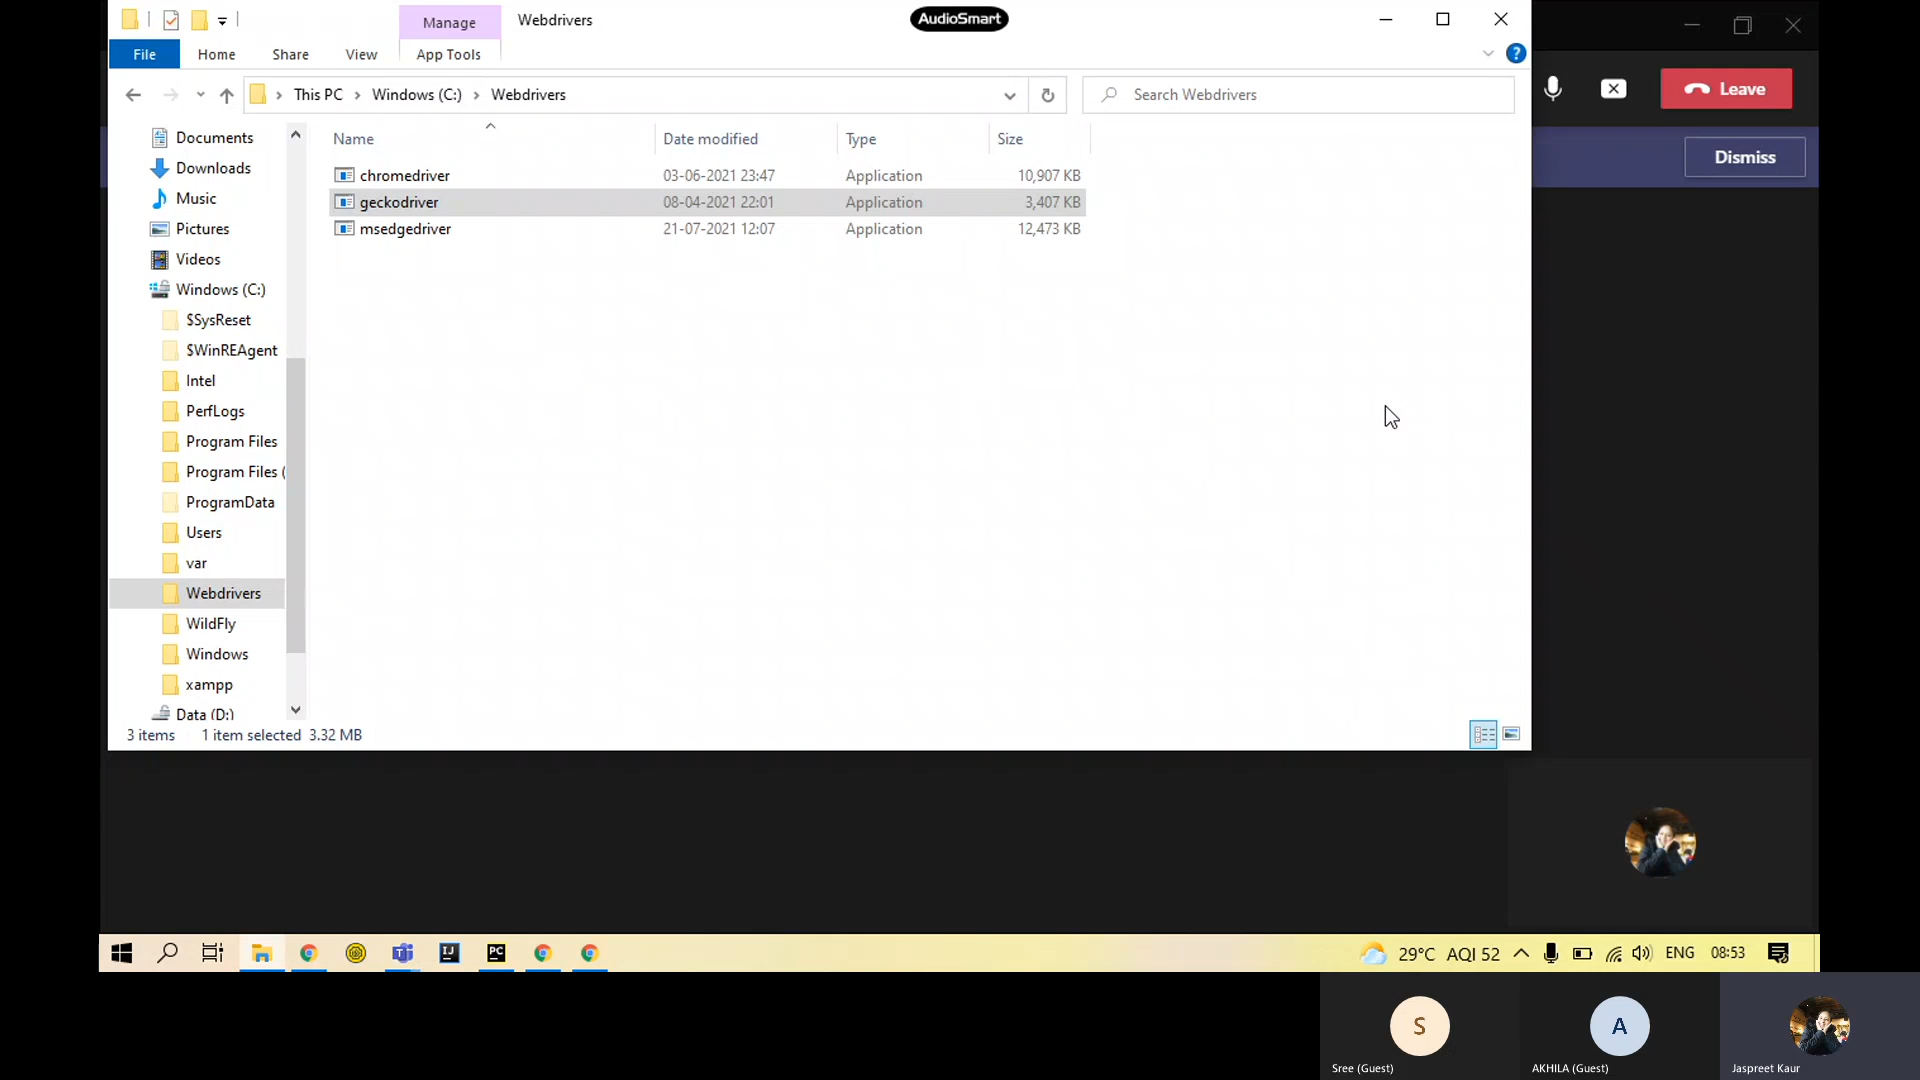 Manage
Webdrivers
AudioSmart
File
Home
Share
View
App Tools
This PC
Windows (C:)
Webdrivers
Search Webdrivers
Leave
Dismiss
Name
Date modified
Type
Size
chromedriver 03-06-2021 23:47 Application 10,907 KB
geckodriver 08-04-2021 22:01 Application 3,407 KB
msedgedriver 21-07-2021 12:07 Application 12,473 KB
Documents
Downloads
Music
Pictures
Videos
Windows (C:)
$SysReset
$WinREAgent
Intel
PerfLogs
Program Files
Program Files (
ProgramData
Users
var
Webdrivers
WildFly
Windows
xampp
Data (D:)
3 items 1 item selected 3.32 MB
IJ
PC
29°C AQI 52
ENG
08:53
S
A
Sree (Guest)
AKHILA (Guest)
Jaspreet Kaur